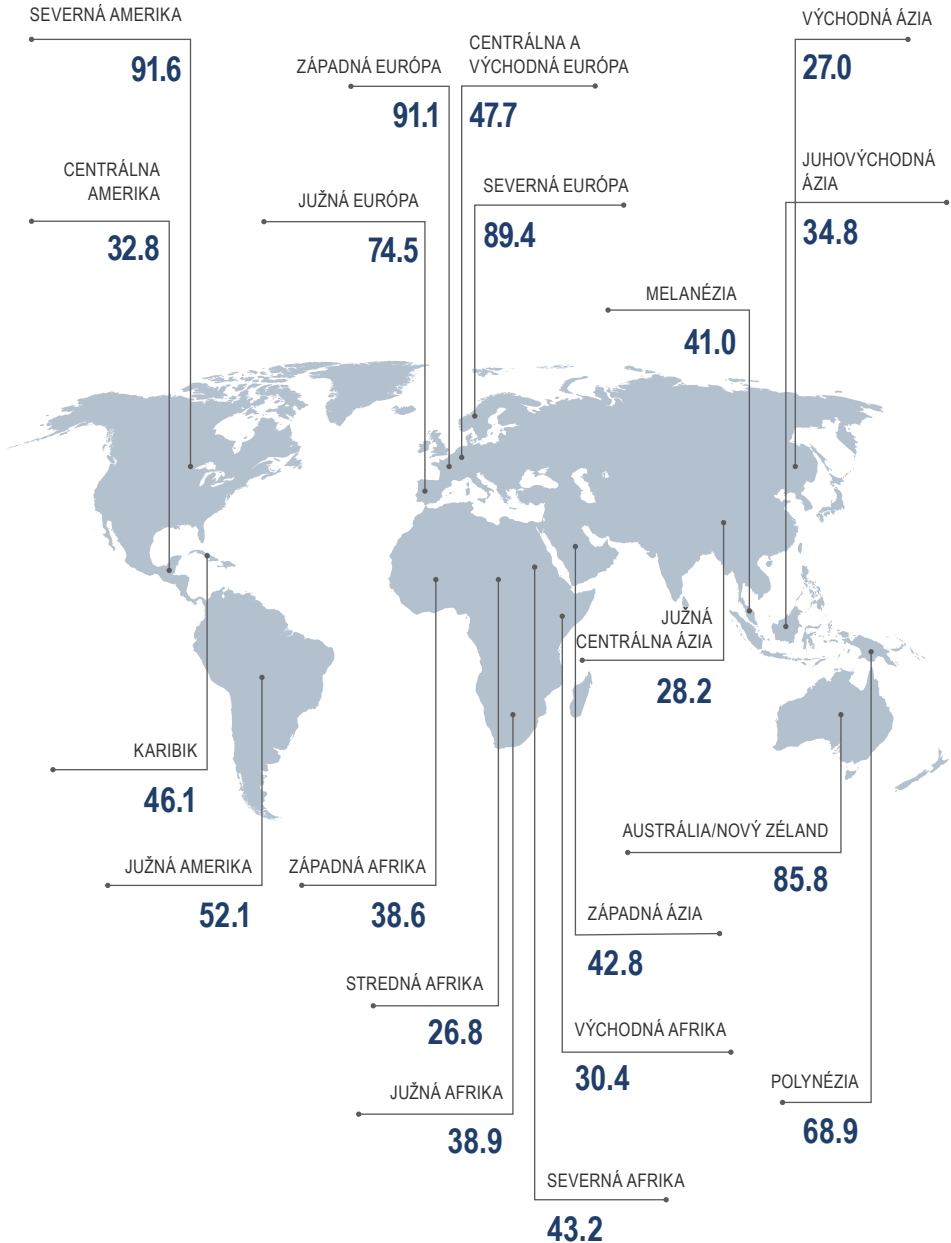 SEVERNÁ AMERIKA
91.6
ZÁPADNÁ EURÓPA
91.1
CENTRÁLNA A
VÝCHODNÁ EURÓPA
47.7
VÝCHODNÁ ÁZIA
27.0
CENTRÁLNA
AMERIKA
32.8
JUŽNÁ EURÓPA
74.5
SEVERNÁ EURÓPA
89.4
JUHOVÝCHODNÁ
ÁZIA
34.8
MELANÉZIA
41.0
JUŽNÁ
CENTRÁLNA ÁZIA
28.2
KARIBIK
46.1
AUSTRÁLIA/NOVÝ ZÉLAND
85.8
JUŽNÁ AMERIKA
52.1
ZÁPADNÁ AFRIKA
38.6
ZÁPADNÁ ÁZIA
42.8
STREDNÁ AFRIKA
26.8
VÝCHODNÁ AFRIKA
30.4
JUŽNÁ AFRIKA
38.9
POLYNÉZIA
68.9
SEVERNÁ AFRIKA
43.2